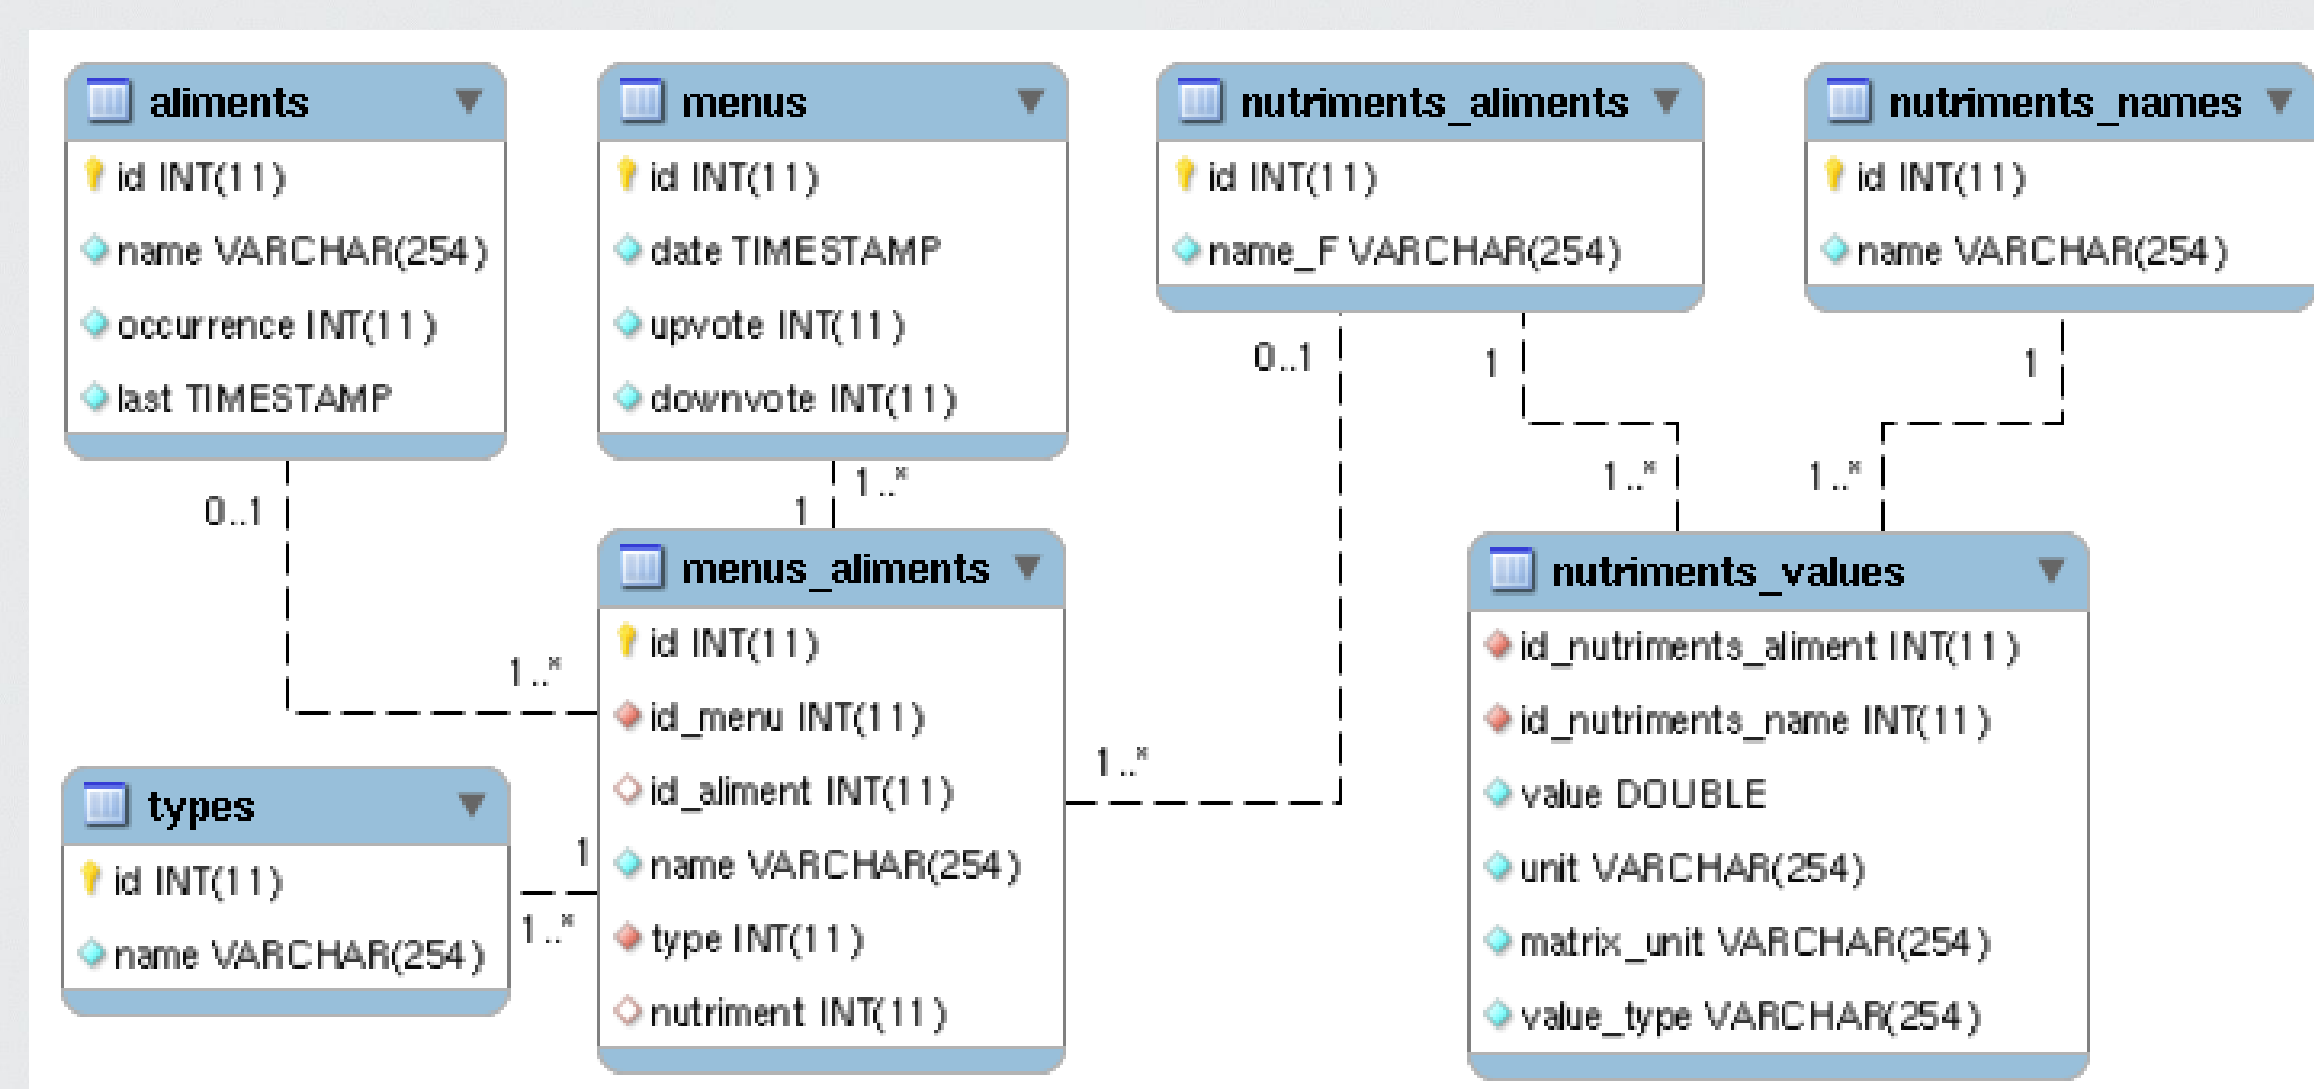 aliments
id INT(11)
name VARCHAR(254)
occurrence INT(11)
last TIMESTAMP
menus
id INT(11)
date TIMESTAMP
upvote INT(11)
downvote INT(11)
nutriments_aliments
id INT(11)
name_F VARCHAR(254)
nutriments_names
id INT(11)
name VARCHAR(254)
0..1
1
1
0..1
1..*
1
1..*
1..*
1..*
1..*
types
id INT(11)
name VARCHAR(254)
1
1..*
menus_aliments
id INT(11)
id_menu INT(11)
id_aliment INT(11)
name VARCHAR(254)
type INT(11)
nutriment INT(11)
nutriments_values
id_nutriments_aliment INT(11)
id_nutriments_name INT(11)
value DOUBLE
unit VARCHAR(254)
matrix_unit VARCHAR(254)
value_type VARCHAR(254)